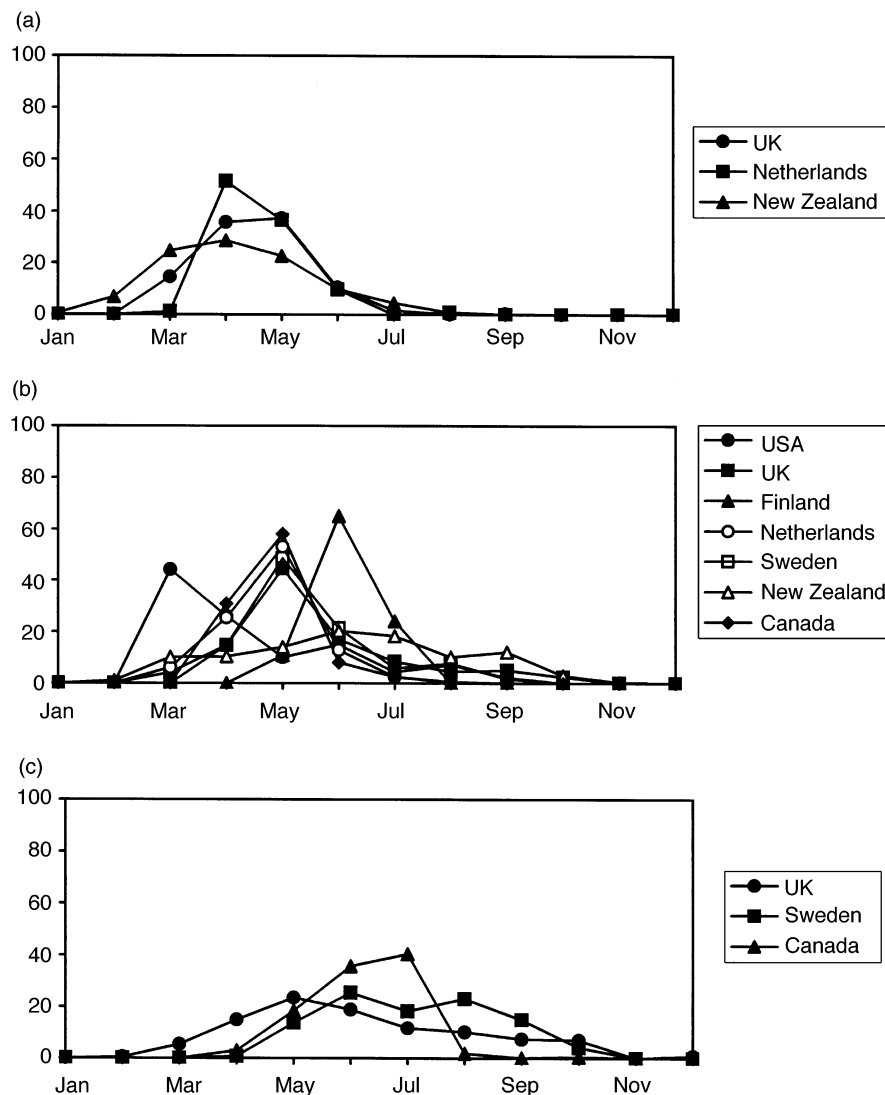 (a)
100
80
60
40
20
0
Jan Mar May Jul Sep Nov
UK
Netherlands
New Zealand
(b)
100
80
60
40
20
0
Jan Mar May Jul Sep Nov
USA
UK
Finland
Netherlands
Sweden
New Zealand
Canada
(c)
100
80
60
40
20
0
Jan Mar May Jul Sep Nov
UK
Sweden
Canada